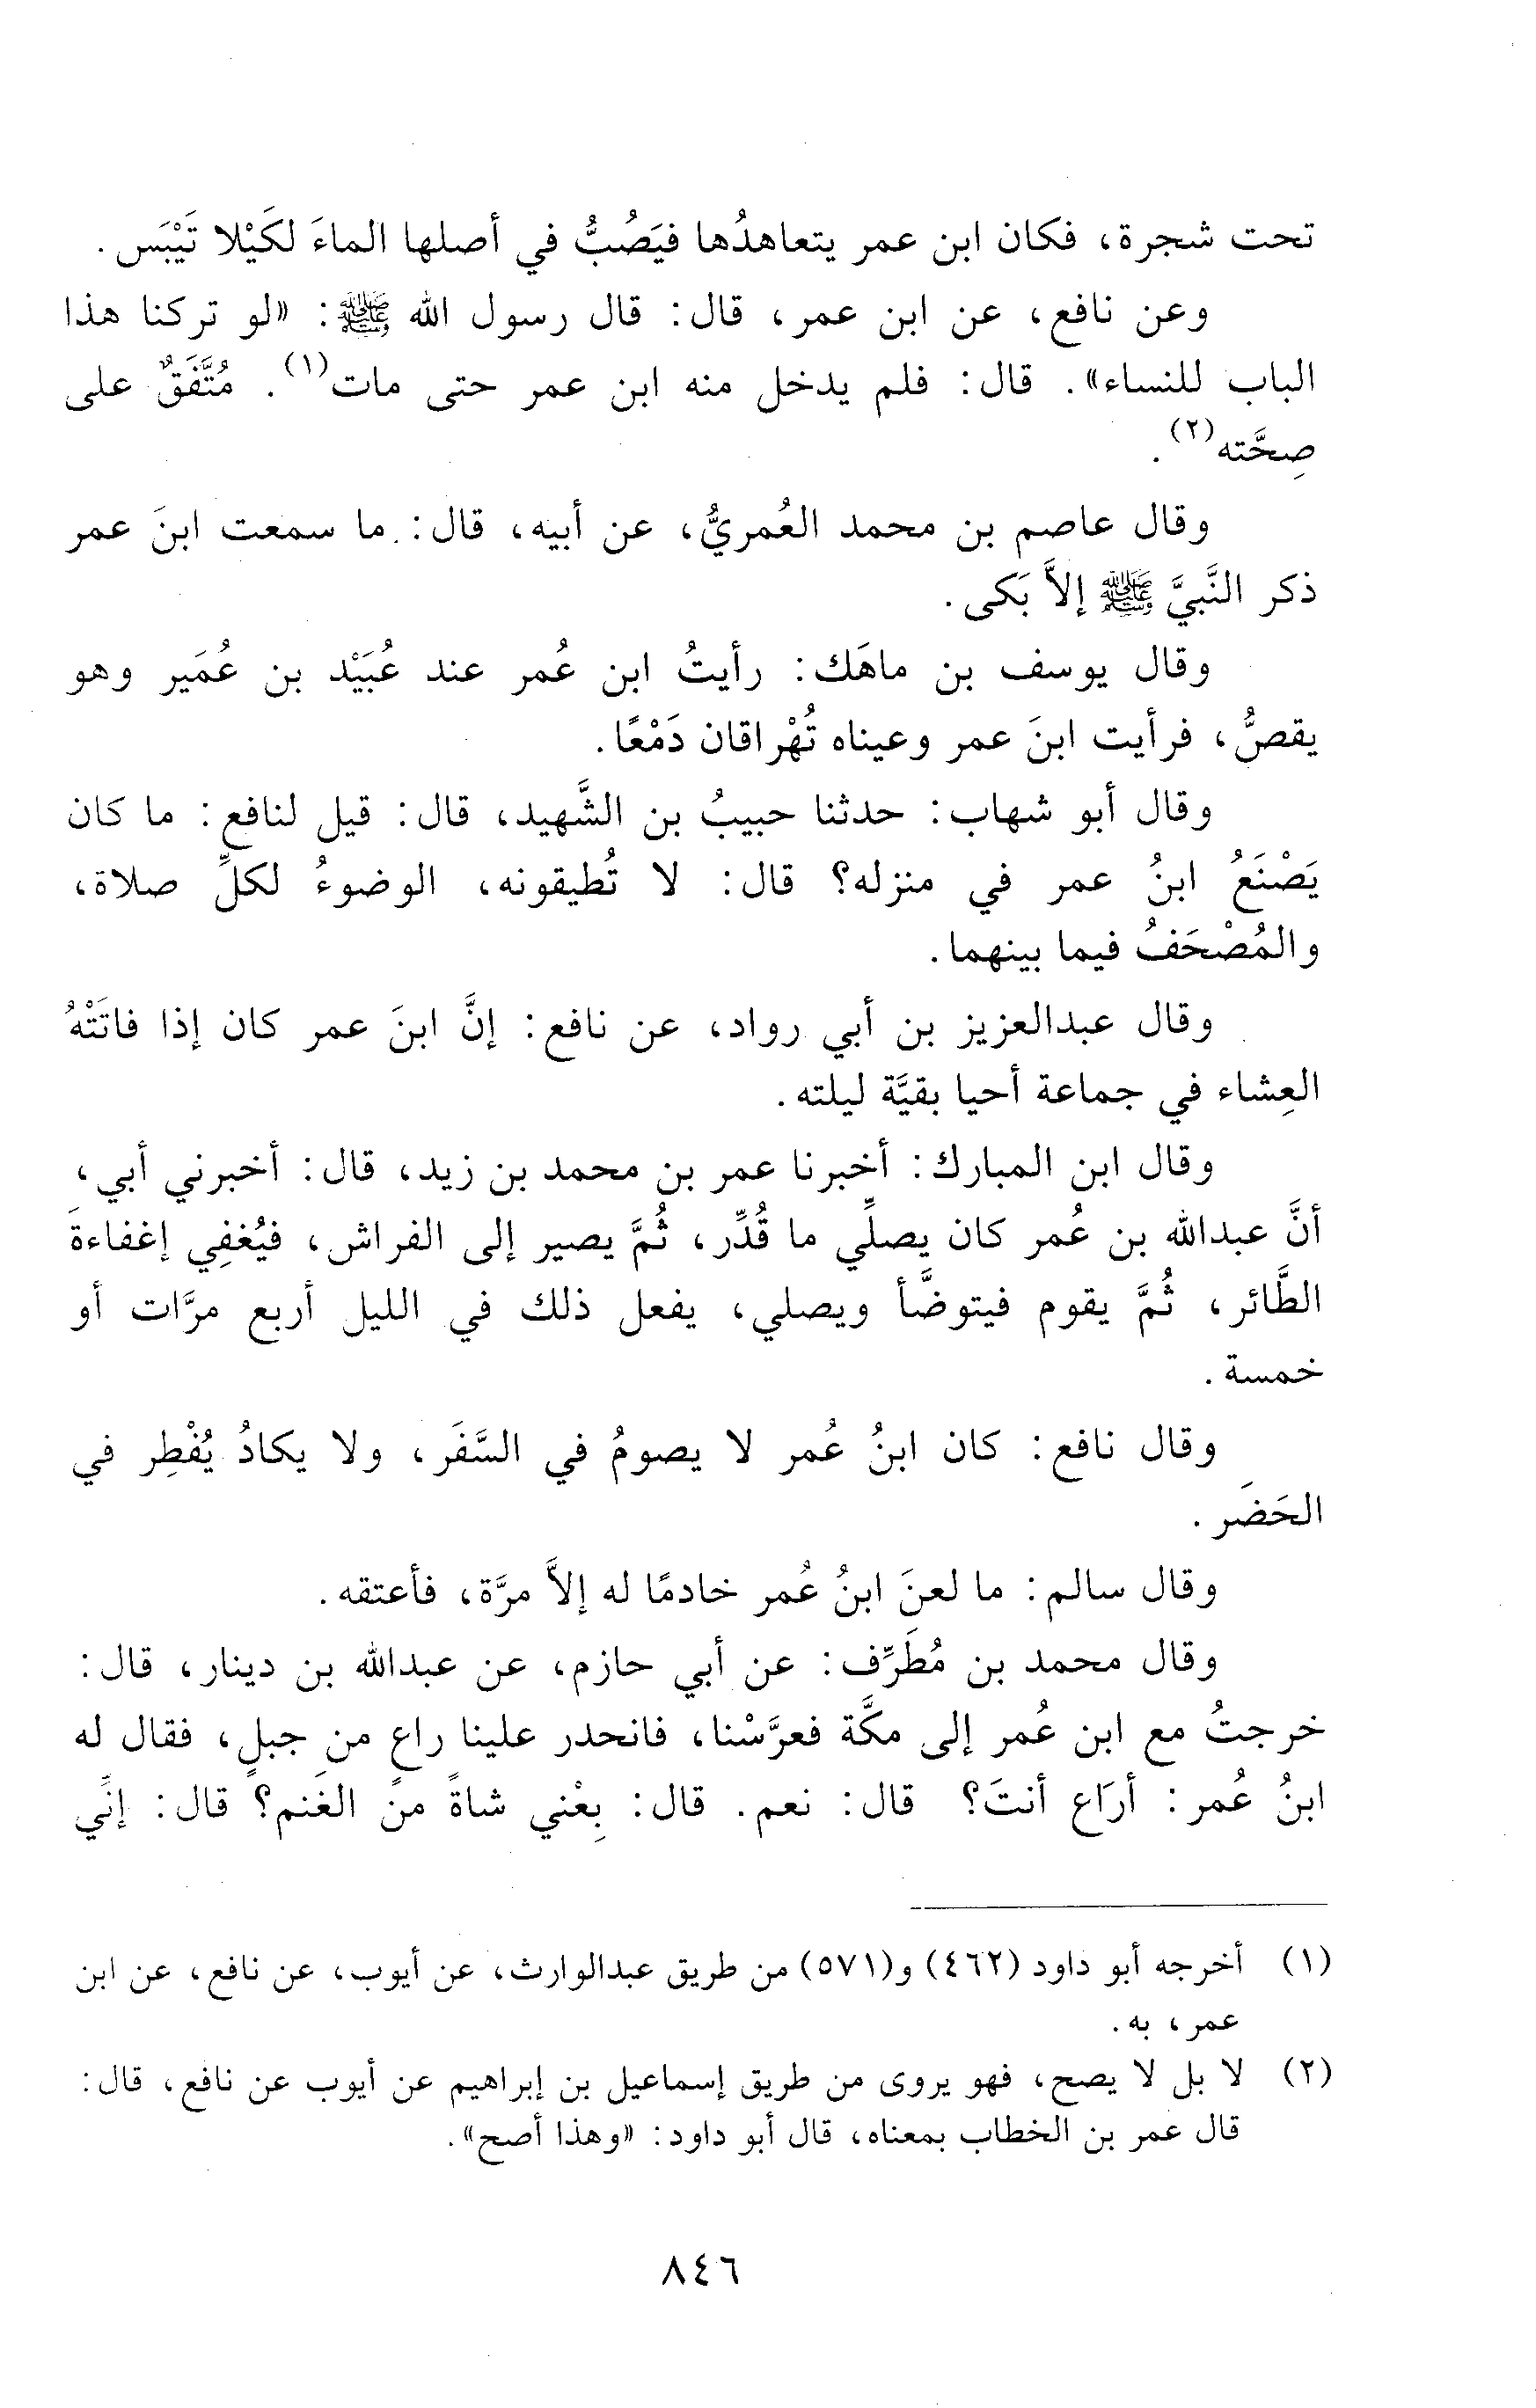 تحت شجرة، فكان ابن عمر يتعاهدُها فيَصُبُّ في أصلها الماءَ لكَيْلا تَيْبَس.
وعن نافع، عن ابن عمر، قال: قال رسول الله ﷺ: «لو تركنا هذا
الباب للنساء». قال: فلم يدخل منه ابن عمر حتى مات(١). مُتَّفَقٌ على
صِحَّته(٢).
وقال عاصم بن محمد العُمريُّ، عن أبيه، قال: ما سمعت ابنَ عمر
ذكر النَّبيَّ ﷺ إلاَّ بَكى.
وقال يوسف بن ماهَك: رأيتُ ابن عُمر عند عُبَيْد بن عُمَير وهو
يقصُّ، فرأيت ابنَ عمر وعيناه تُهْراقان دَمْعًا.
وقال أبو شهاب: حدثنا حبيبُ بن الشَّهيد، قال: قيل لنافع: ما كان
يَصْنَعُ ابنُ عمر في منزله؟ قال: لا تُطيقونه، الوضوءُ لكلِّ صلاة،
والمُصْحَفُ فيما بينهما.
وقال عبدالعزيز بن أبي رواد، عن نافع: إنَّ ابنَ عمر كان إذا فاتَتْهُ
العِشاء في جماعة أحيا بقيَّة ليلته.
وقال ابن المبارك: أخبرنا عمر بن محمد بن زيد، قال: أخبرني أبي،
أنَّ عبدالله بن عُمر كان يصلِّي ما قُدِّر، ثُمَّ يصير إلى الفراش، فيُغفِي إغفاءةَ
الطَّائر، ثُمَّ يقوم فيتوضَّأ ويصلي، يفعل ذلك في الليل أربع مرَّات أو
خمسة.
وقال نافع: كان ابنُ عُمر لا يصومُ في السَّفَر، ولا يكادُ يُفْطِر في
الحَضَر.
وقال سالم: ما لعنَ ابنُ عُمر خادمًا له إلاَّ مرَّة، فأعتقه.
وقال محمد بن مُطَرِّف: عن أبي حازم، عن عبدالله بن دينار، قال:
خرجتُ مع ابن عُمر إلى مكَّة فعرَّسْنا، فانحدر علينا راعٍ من جبلٍ، فقال له
ابنُ عُمر: أرَاعٍ أنتَ؟ قال: نعم. قال: بِعْني شاةً من الغَنم؟ قال: إنِّي
(١) أخرجه أبو داود (٤٦٢) و(٥٧١) من طريق عبدالوارث، عن أيوب، عن نافع، عن ابن
عمر، به.
(٢) لا بل لا يصح، فهو يروى من طريق إسماعيل بن إبراهيم عن أيوب عن نافع، قال:
قال عمر بن الخطاب بمعناه، قال أبو داود: «وهذا أصح».
٨٤٦